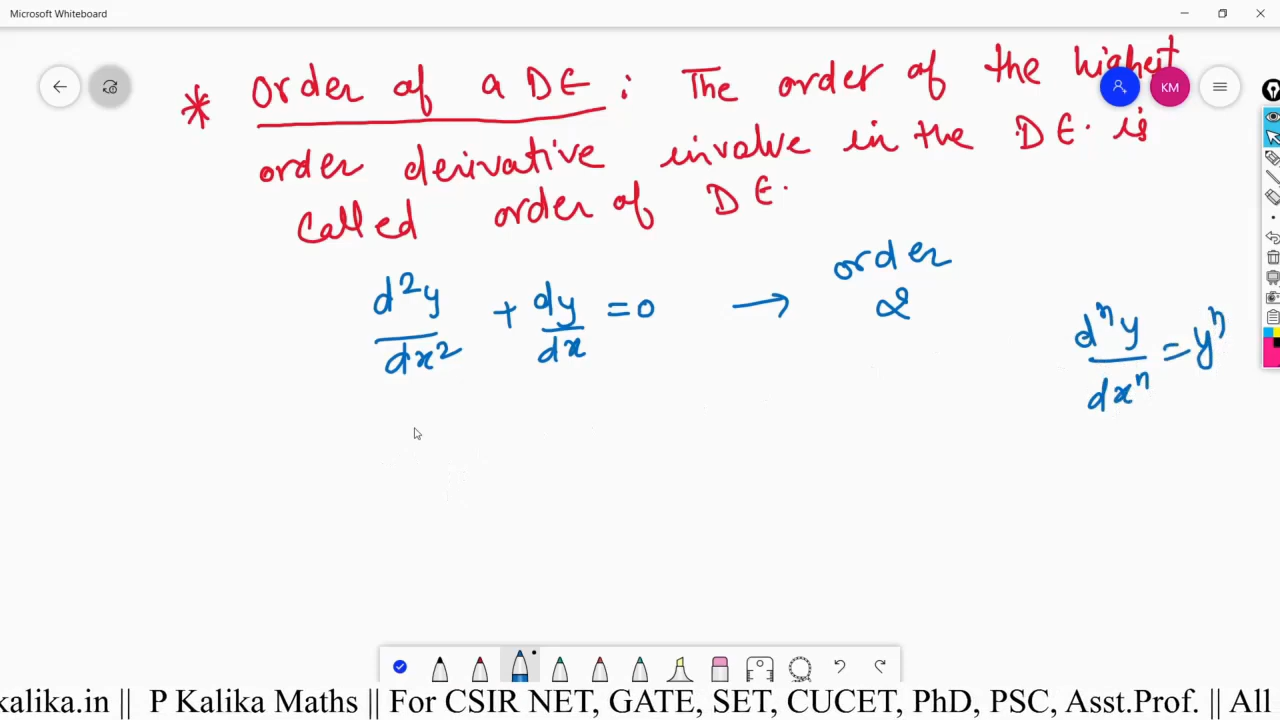 Microsoft Whiteboard
* Order of a DE : The order of the highest
KM
order derivative involve in the DE. is
called order of DE.
d²y/dx² + dy/dx = 0 → order 2
dⁿy/dxⁿ = yⁿ
kalika.in || P Kalika Maths || For CSIR NET, GATE, SET, CUCET, PhD, PSC, Asst.Prof. || All